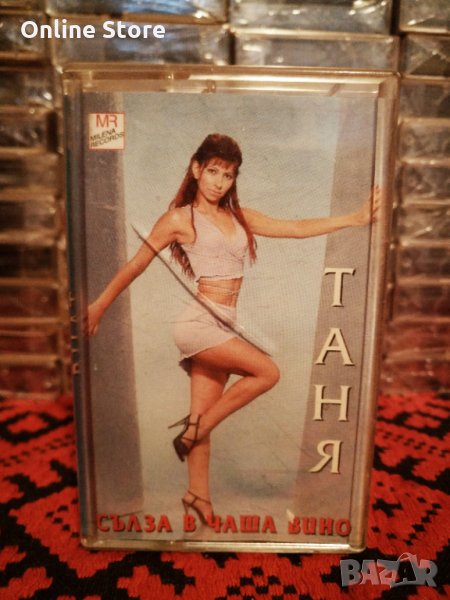 Online Store
MR
MILENA
RECORDS
ТАНЯ
СЪЛЗА В ЧАША ВИНО
BAZAR